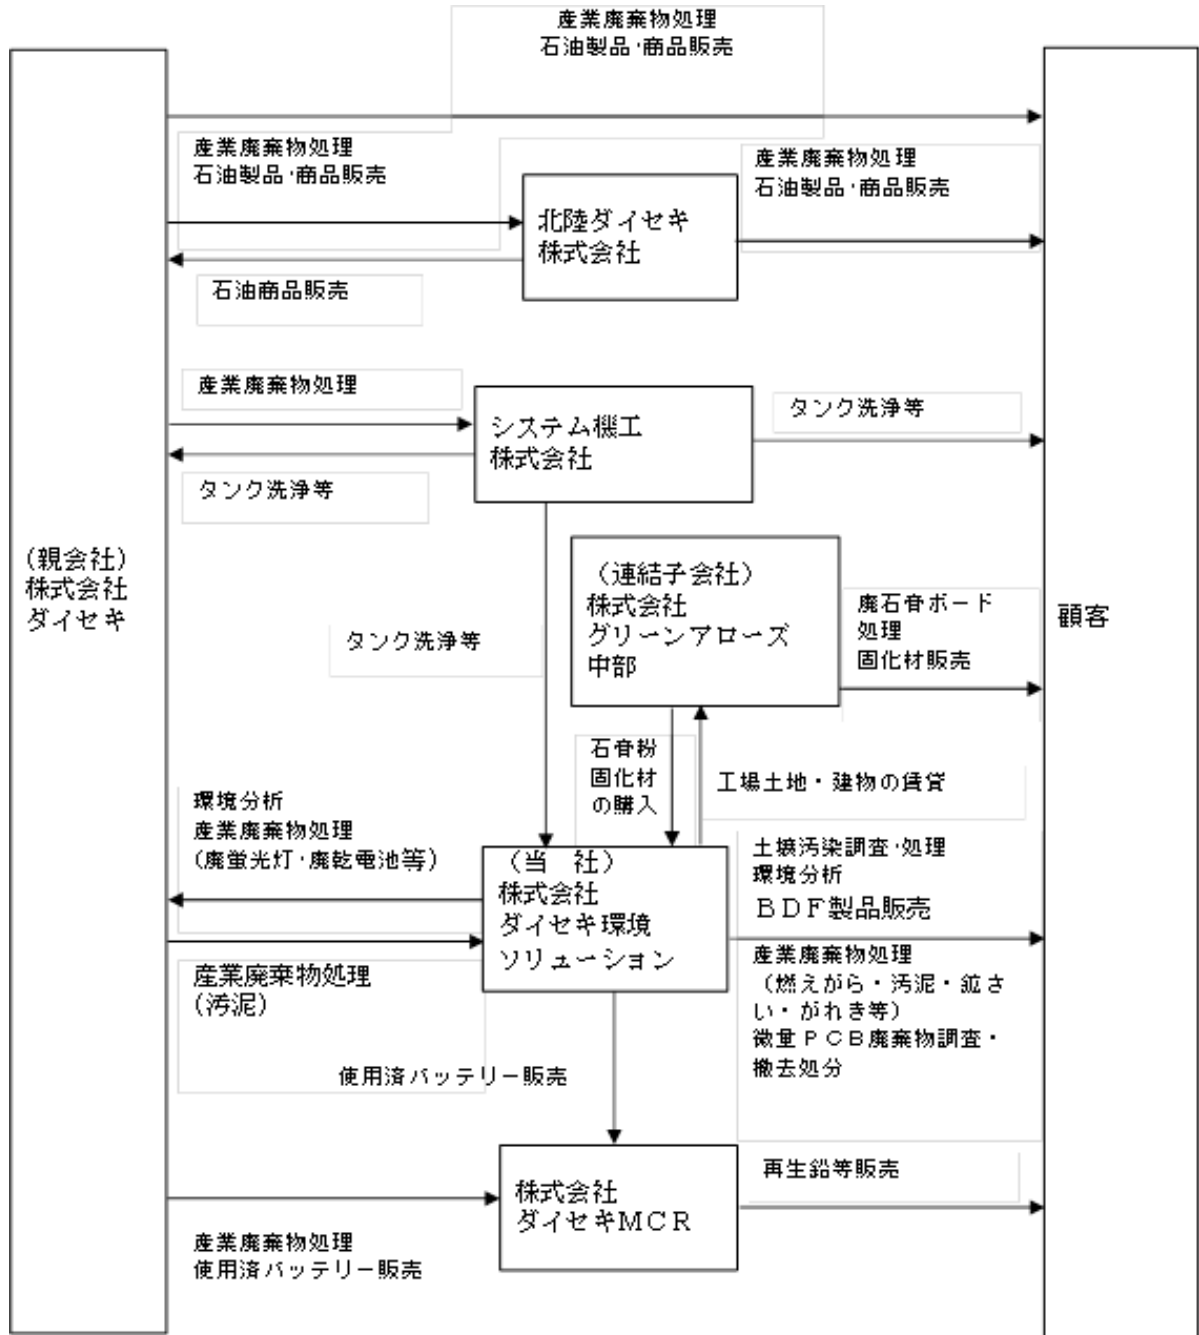 産業廃棄物処理
石油製品・商品販売
産業廃棄物処理
石油製品・商品販売
産業廃棄物処理
石油製品・商品販売
北陸ダイセキ
株式会社
石油商品販売
産業廃棄物処理
タンク洗浄等
システム機工
株式会社
タンク洗浄等
(親会社)
株式会社
ダイセキ
(連結子会社)
株式会社
グリーンアローズ
中部
廃石膏ボード
処理
固化材販売
顧客
タンク洗浄等
石膏粉
固化材
の購入
工場土地・建物の賃貸
環境分析
産業廃棄物処理
(廃蛍光灯・廃乾電池等)
(当 社)
株式会社
ダイセキ環境
ソリューション
土壌汚染調査・処理
環境分析
BDF製品販売
産業廃棄物処理
(汚泥)
産業廃棄物処理
(燃えがら・汚泥・鉱さ
い・がれき等)
微量PCB廃棄物調査・
撤去処分
使用済バッテリー販売
株式会社
ダイセキMCR
再生鉛等販売
産業廃棄物処理
使用済バッテリー販売